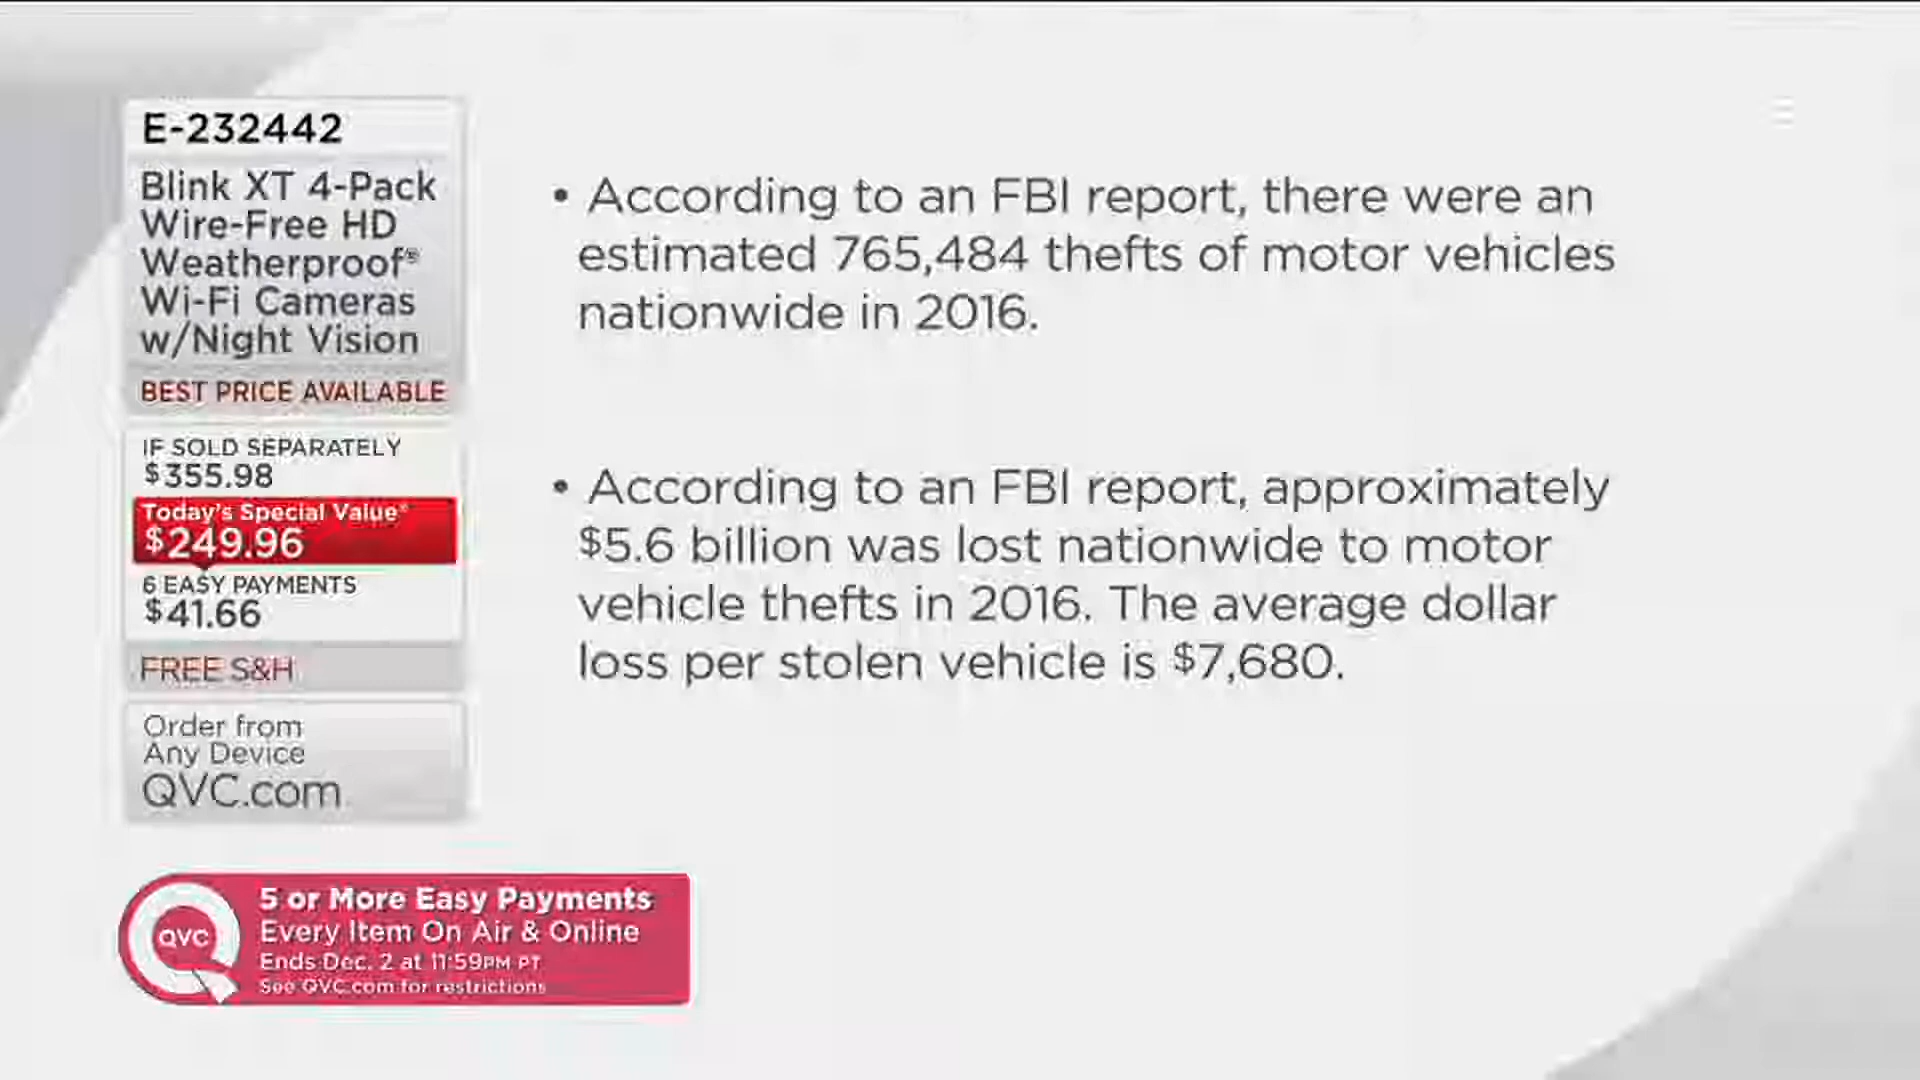 E-232442
Blink XT 4-Pack
Wire-Free HD
Weatherproof®
Wi-Fi Cameras
w/Night Vision
BEST PRICE AVAILABLE
IF SOLD SEPARATELY
$355.98
Today's Special Value®
$249.96
6 EASY PAYMENTS
$41.66
FREE S&H
Order from
Any Device
QVC.com
• According to an FBI report, there were an
estimated 765,484 thefts of motor vehicles
nationwide in 2016.
• According to an FBI report, approximately
$5.6 billion was lost nationwide to motor
vehicle thefts in 2016. The average dollar
loss per stolen vehicle is $7,680.
QVC
5 or More Easy Payments
Every Item On Air & Online
Ends Dec. 2 at 11:59PM PT
See QVC.com for restrictions